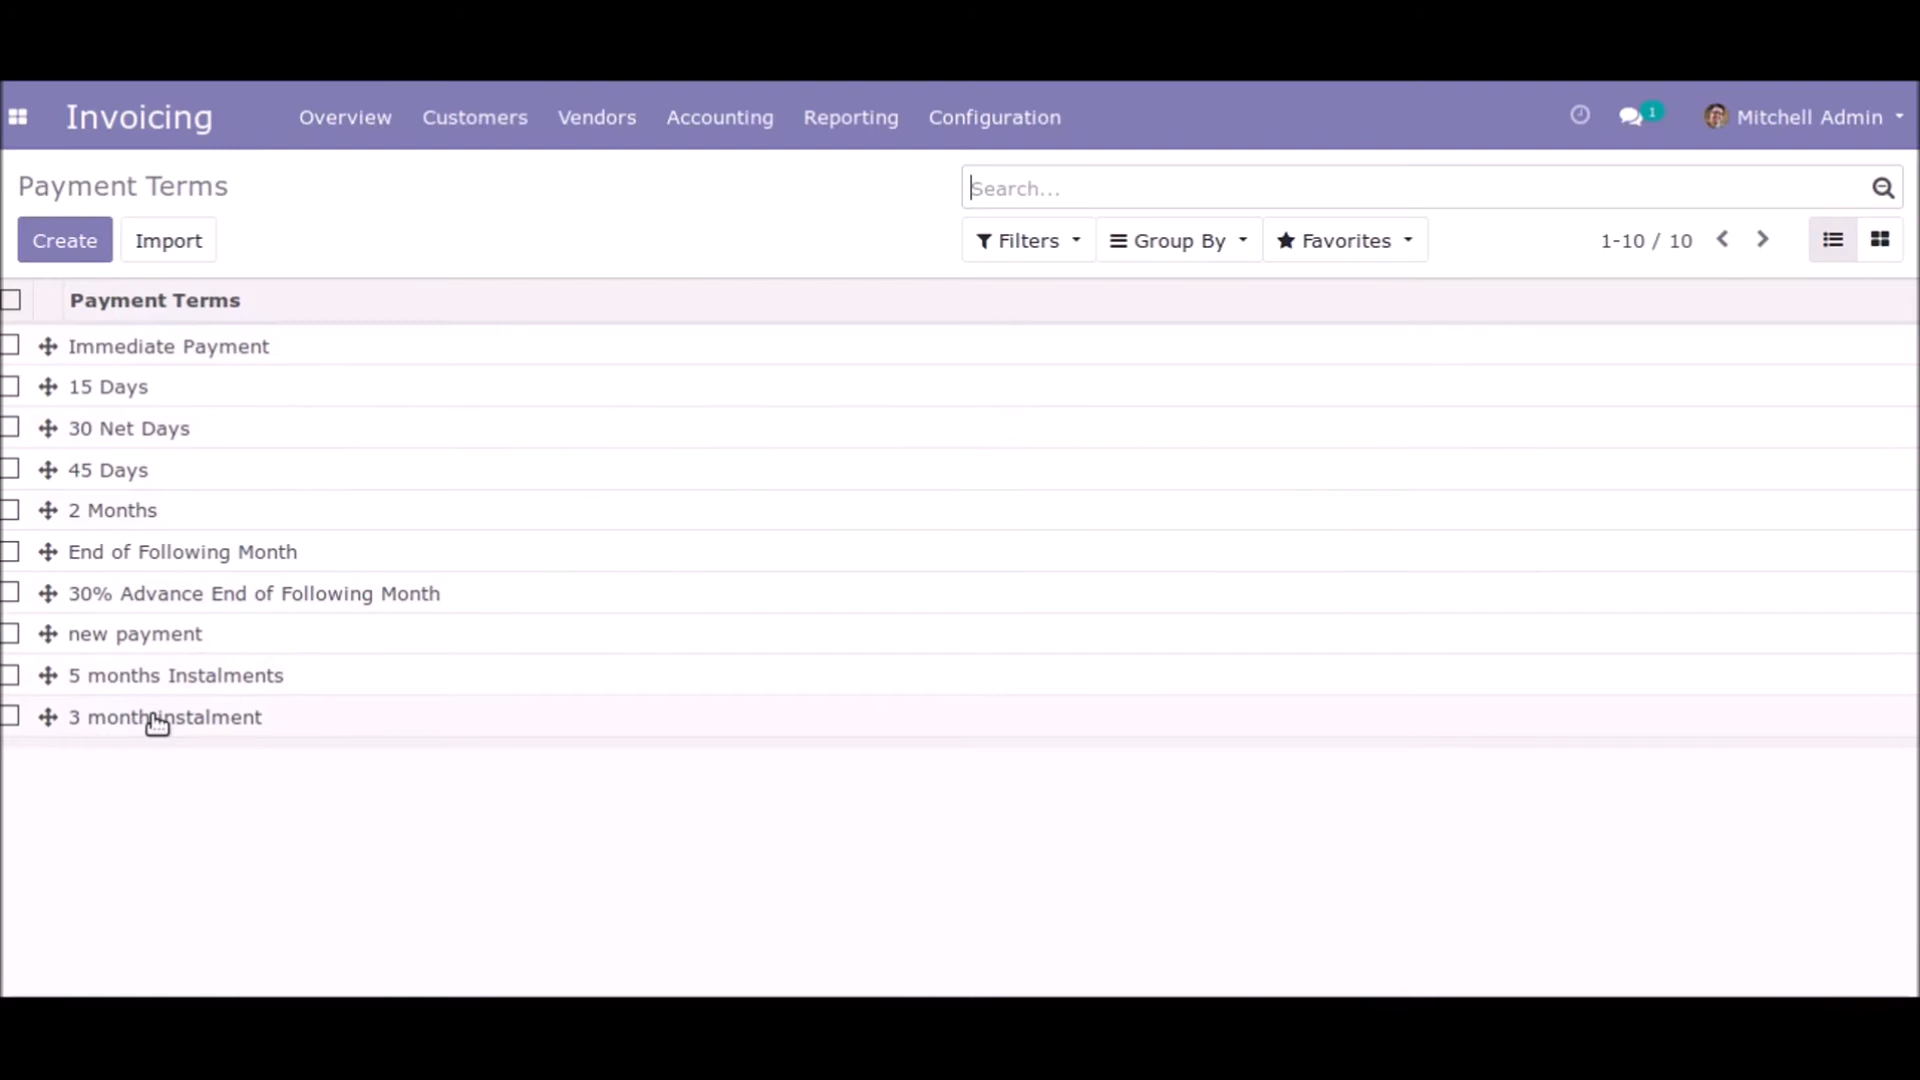 Invoicing Overview Customers Vendors Accounting Reporting Configuration 1 Mitchell Admin
Payment Terms
Search...
Create Import Filters Group By Favorites 1-10 / 10
Payment Terms
Immediate Payment
15 Days
30 Net Days
45 Days
2 Months
End of Following Month
30% Advance End of Following Month
new payment
5 months Instalments
3 month instalment